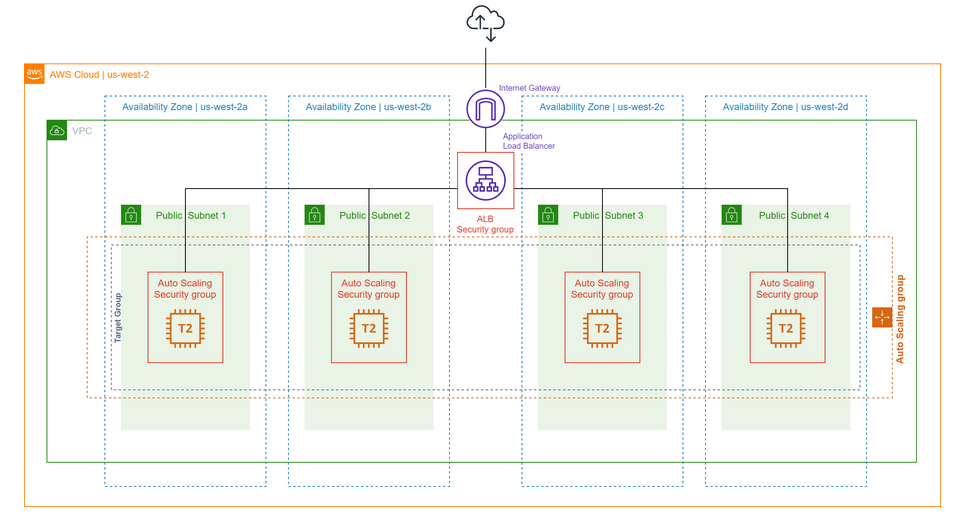 aws
AWS Cloud | us-west-2
Internet Gateway
Availability Zone | us-west-2a
Availability Zone | us-west-2b
Availability Zone | us-west-2c
Availability Zone | us-west-2d
VPC
Application
Load Balancer
Public Subnet 1
Public Subnet 2
ALB
Security group
Public Subnet 3
Public Subnet 4
Target Group
Auto Scaling
Security group
T2
Auto Scaling
Security group
T2
Auto Scaling
Security group
T2
Auto Scaling
Security group
T2
Auto Scaling group